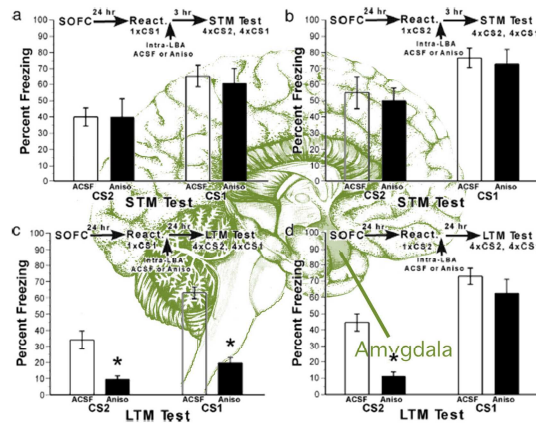 a
SOFC 24 hr React. 3 hr STM Test
1xCS1 4xCS2, 4xCS1
Intra-LBA
ACSF or Aniso
Percent Freezing
100
90
80
70
60
50
40
30
20
10
0
ACSF Aniso ACSF Aniso
CS2 CS1
STM Test
b
SOFC 24 hr React. 3 hr STM Test
1xCS2 4xCS2, 4xCS1
Intra-LBA
ACSF or Aniso
Percent Freezing
100
90
80
70
60
50
40
30
20
10
0
ACSF Aniso ACSF Aniso
CS2 CS1
STM Test
c
SOFC 24 hr React. 24 hr LTM Test
1xCS1 4xCS2, 4xCS1
Intra-LBA
ACSF or Aniso
Percent Freezing
100
90
80
70
60
50
40
30
20
10
0
* *
ACSF Aniso ACSF Aniso
CS2 CS1
LTM Test
d
SOFC 24 hr React. 24 hr LTM Test
1xCS2 4xCS2, 4xCS1
Intra-LBA
ACSF or Aniso
Percent Freezing
100
90
80
70
60
50
40
30
20
10
0
Amygdala
*
ACSF Aniso ACSF Aniso
CS2 CS1
LTM Test